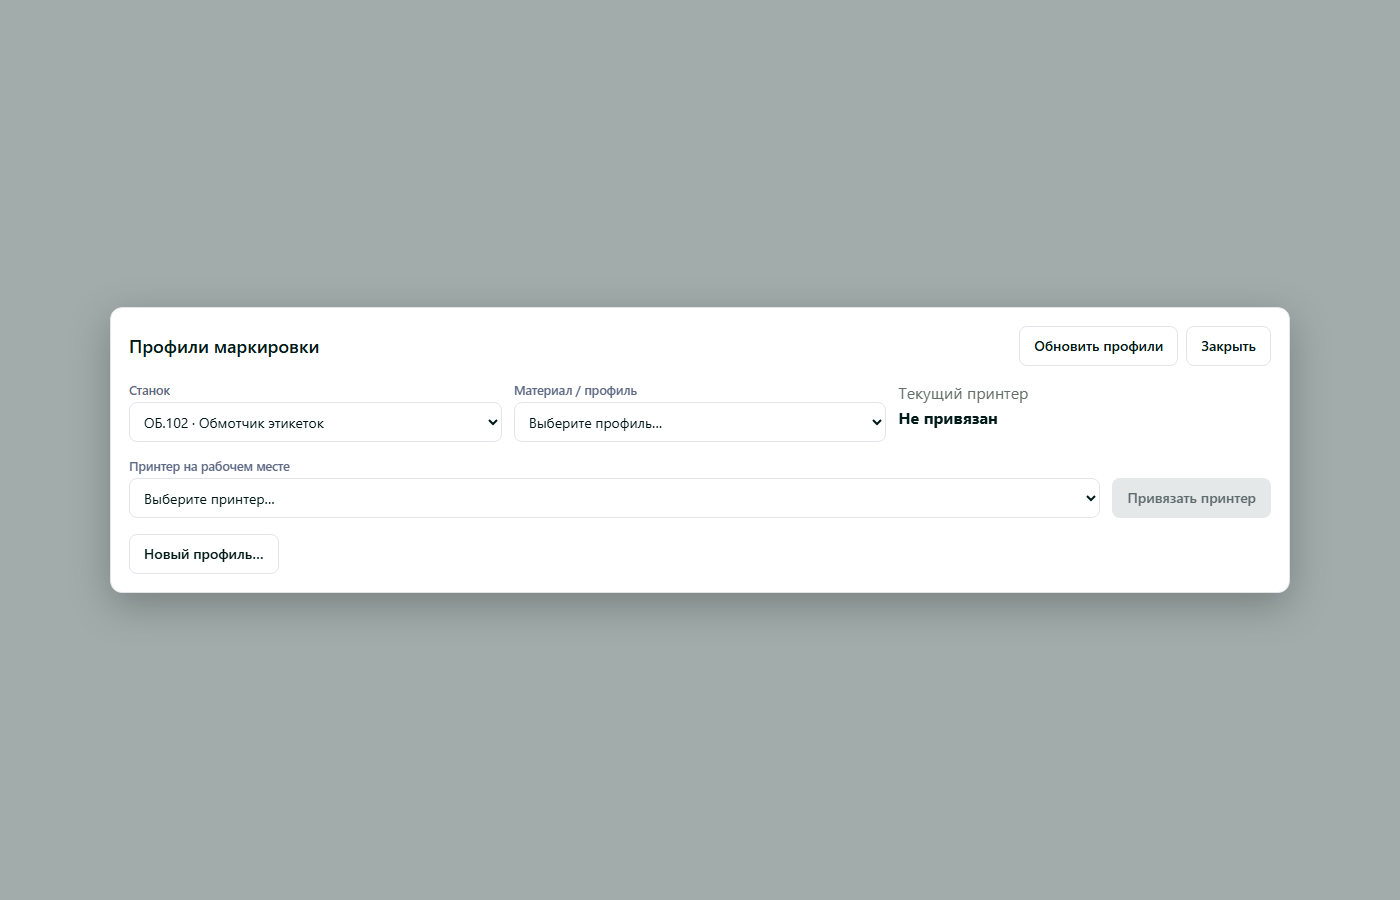 Профили маркировки
Обновить профили
Закрыть
Станок
Материал / профиль
Текущий принтер
ОБ.102 · Обмотчик этикеток
Выберите профиль...
Не привязан
Принтер на рабочем месте
Выберите принтер...
Привязать принтер
Новый профиль...